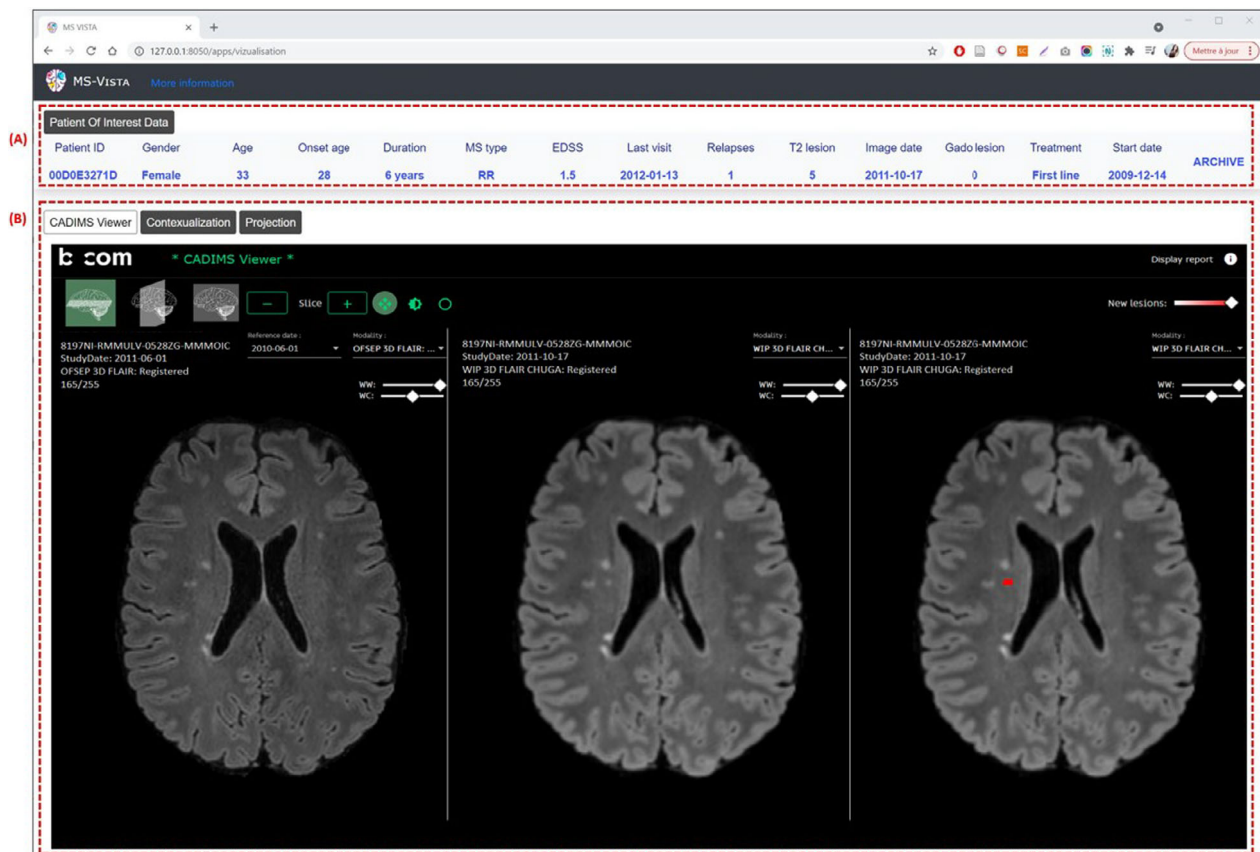 MS VISTA
127.0.0.1:8050/apps/vizualisation
Mettre à jour
MS-VISTA More information
(A)
Patient Of Interest Data
Patient ID Gender Age Onset age Duration MS type EDSS Last visit Relapses T2 lesion Image date Gado lesion Treatment Start date
00D0E3271D Female 33 28 6 years RR 1.5 2012-01-13 1 5 2011-10-17 0 First line 2009-12-14 ARCHIVE
(B)
CADIMS Viewer Contexualization Projection
b com * CADIMS Viewer * Display report
Slice New lesions:
8197NI-RMMULV-0528ZG-MMMOIC
StudyDate: 2011-06-01
OFSEP 3D FLAIR: Registered
165/255
Reference date :
2010-06-01
Modality :
OFSEP 3D FLAIR: ...
WW:
WC:
8197NI-RMMULV-0528ZG-MMMOIC
StudyDate: 2011-10-17
WIP 3D FLAIR CHUGA: Registered
165/255
Modality :
WIP 3D FLAIR CH...
WW:
WC:
8197NI-RMMULV-0528ZG-MMMOIC
StudyDate: 2011-10-17
WIP 3D FLAIR CHUGA: Registered
165/255
Modality :
WIP 3D FLAIR CH...
WW:
WC: